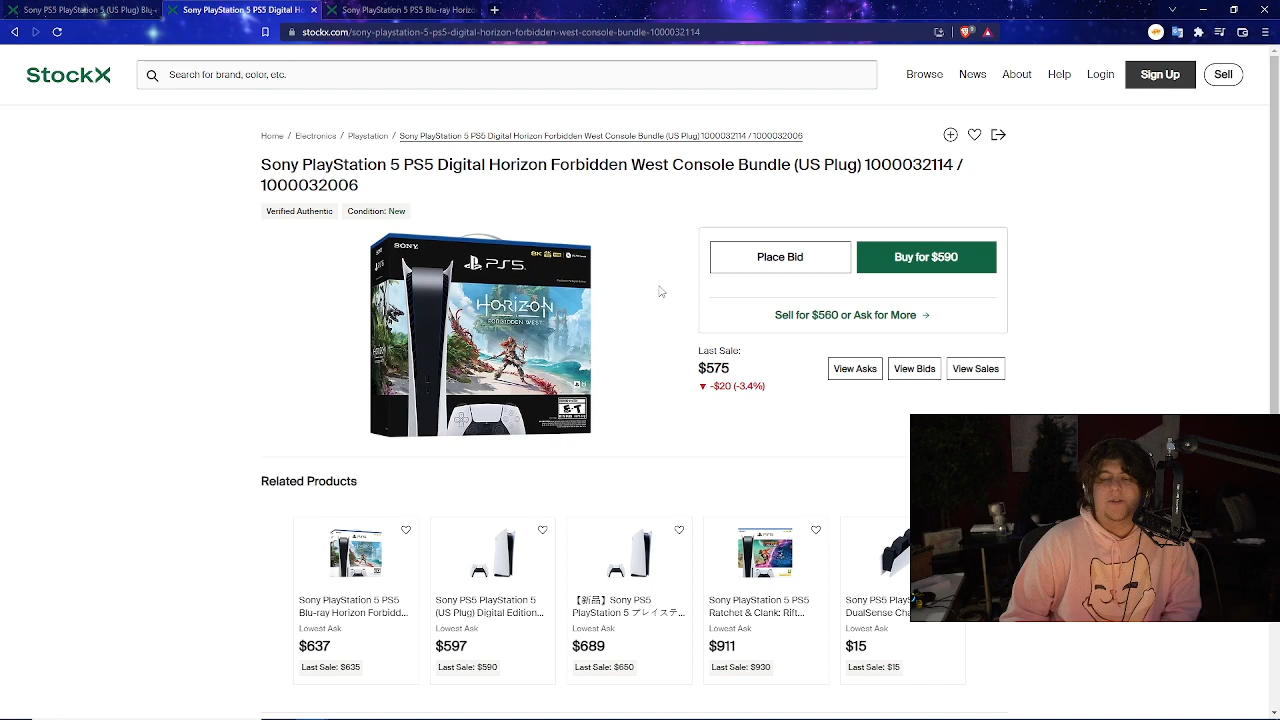 Sony PS5 PlayStation 5 (US Plug) Blu-
Sony PlayStation 5 PS5 Digital Ho
Sony PlayStation 5 PS5 Blu-ray Horizo
stockx.com/sony-playstation-5-ps5-digital-horizon-forbidden-west-console-bundle-1000032114
StockX
Search for brand, color, etc.
Browse
News
About
Help
Login
Sign Up
Sell
Home / Electronics / Playstation / Sony PlayStation 5 PS5 Digital Horizon Forbidden West Console Bundle (US Plug) 1000032114 / 1000032006
Sony PlayStation 5 PS5 Digital Horizon Forbidden West Console Bundle (US Plug) 1000032114 /
1000032006
Verified Authentic
Condition: New
SONY
PS5
8K
HORIZON
FORBIDDEN WEST
Place Bid
Buy for $590
Sell for $560 or Ask for More →
Last Sale:
$575
▼ -$20 (-3.4%)
View Asks
View Bids
View Sales
Related Products
Sony PlayStation 5 PS5
Blu-ray Horizon Forbidd...
Lowest Ask
$637
Last Sale: $635
Sony PS5 PlayStation 5
(US Plug) Digital Edition...
Lowest Ask
$597
Last Sale: $590
【新品】Sony PS5
PlayStation 5 プレイステ...
Lowest Ask
$689
Last Sale: $650
Sony PlayStation 5 PS5
Ratchet & Clank: Rift...
Lowest Ask
$911
Last Sale: $930
Sony PS5 PlayS
DualSense Cha
Lowest Ask
$15
Last Sale: $15